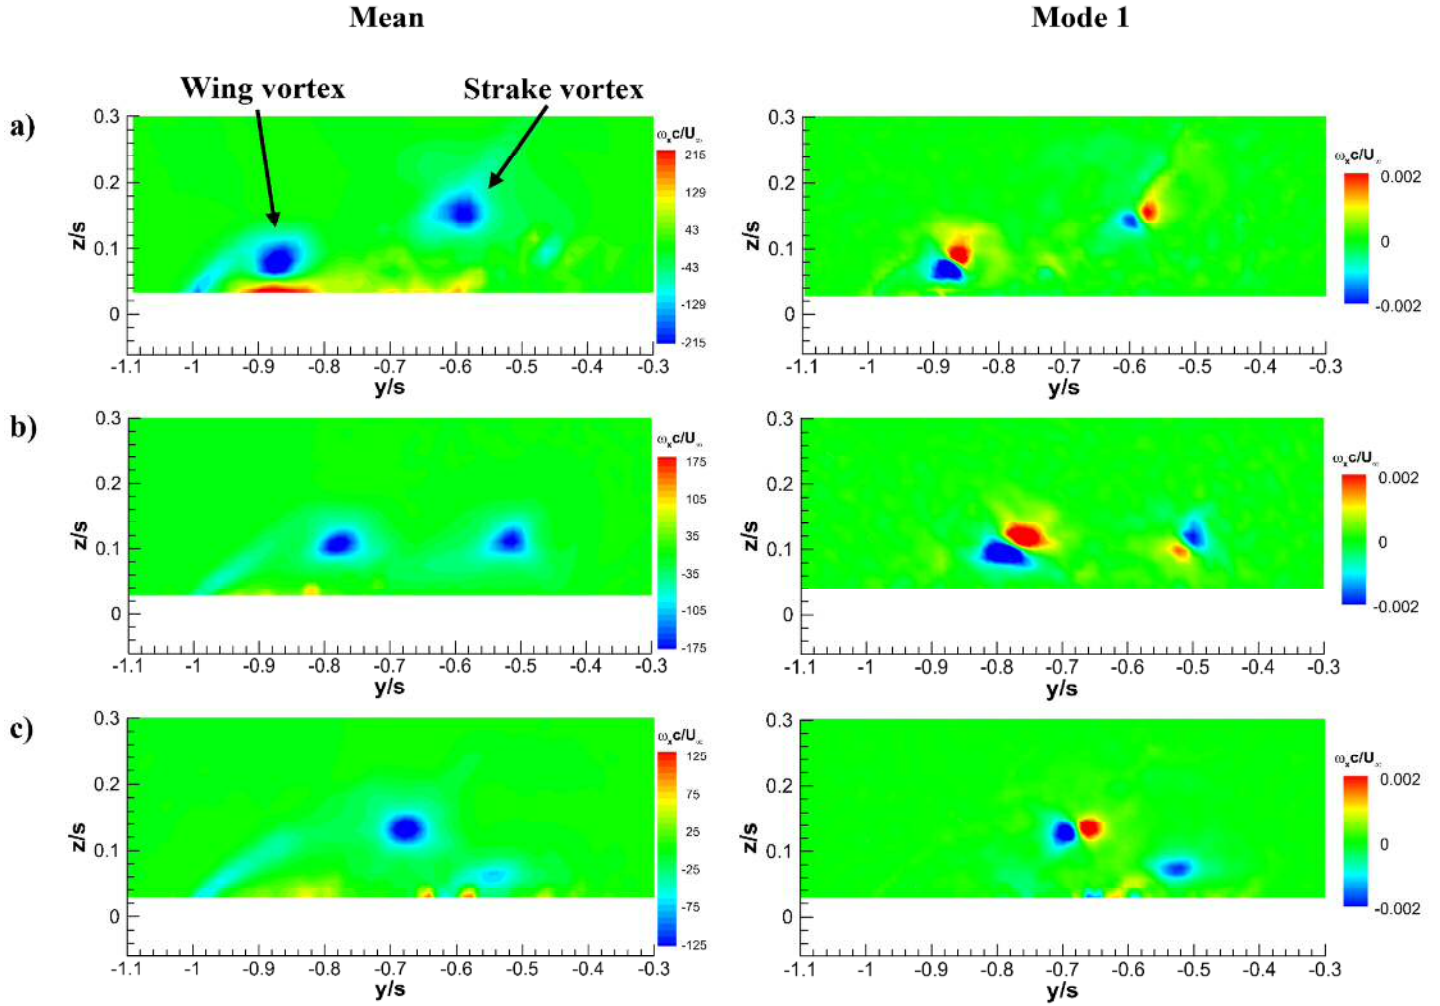 Mean
Mode 1
Wing vortex
Strake vortex
a)
z/s
0.3
0.2
0.1
0
-1.1 -1 -0.9 -0.8 -0.7 -0.6 -0.5 -0.4 -0.3
y/s
ωₓc/U∞
215
129
43
-43
-129
-215
z/s
0.3
0.2
0.1
0
-1.1 -1 -0.9 -0.8 -0.7 -0.6 -0.5 -0.4 -0.3
y/s
ωₓc/U∞
0.002
0
-0.002
b)
z/s
0.3
0.2
0.1
0
-1.1 -1 -0.9 -0.8 -0.7 -0.6 -0.5 -0.4 -0.3
y/s
ωₓc/U∞
175
105
35
-35
-105
-175
z/s
0.3
0.2
0.1
0
-1.1 -1 -0.9 -0.8 -0.7 -0.6 -0.5 -0.4 -0.3
y/s
ωₓc/U∞
0.002
0
-0.002
c)
z/s
0.3
0.2
0.1
0
-1.1 -1 -0.9 -0.8 -0.7 -0.6 -0.5 -0.4 -0.3
y/s
ωₓc/U∞
125
75
25
-25
-75
-125
z/s
0.3
0.2
0.1
0
-1.1 -1 -0.9 -0.8 -0.7 -0.6 -0.5 -0.4 -0.3
y/s
ωₓc/U∞
0.002
0
-0.002